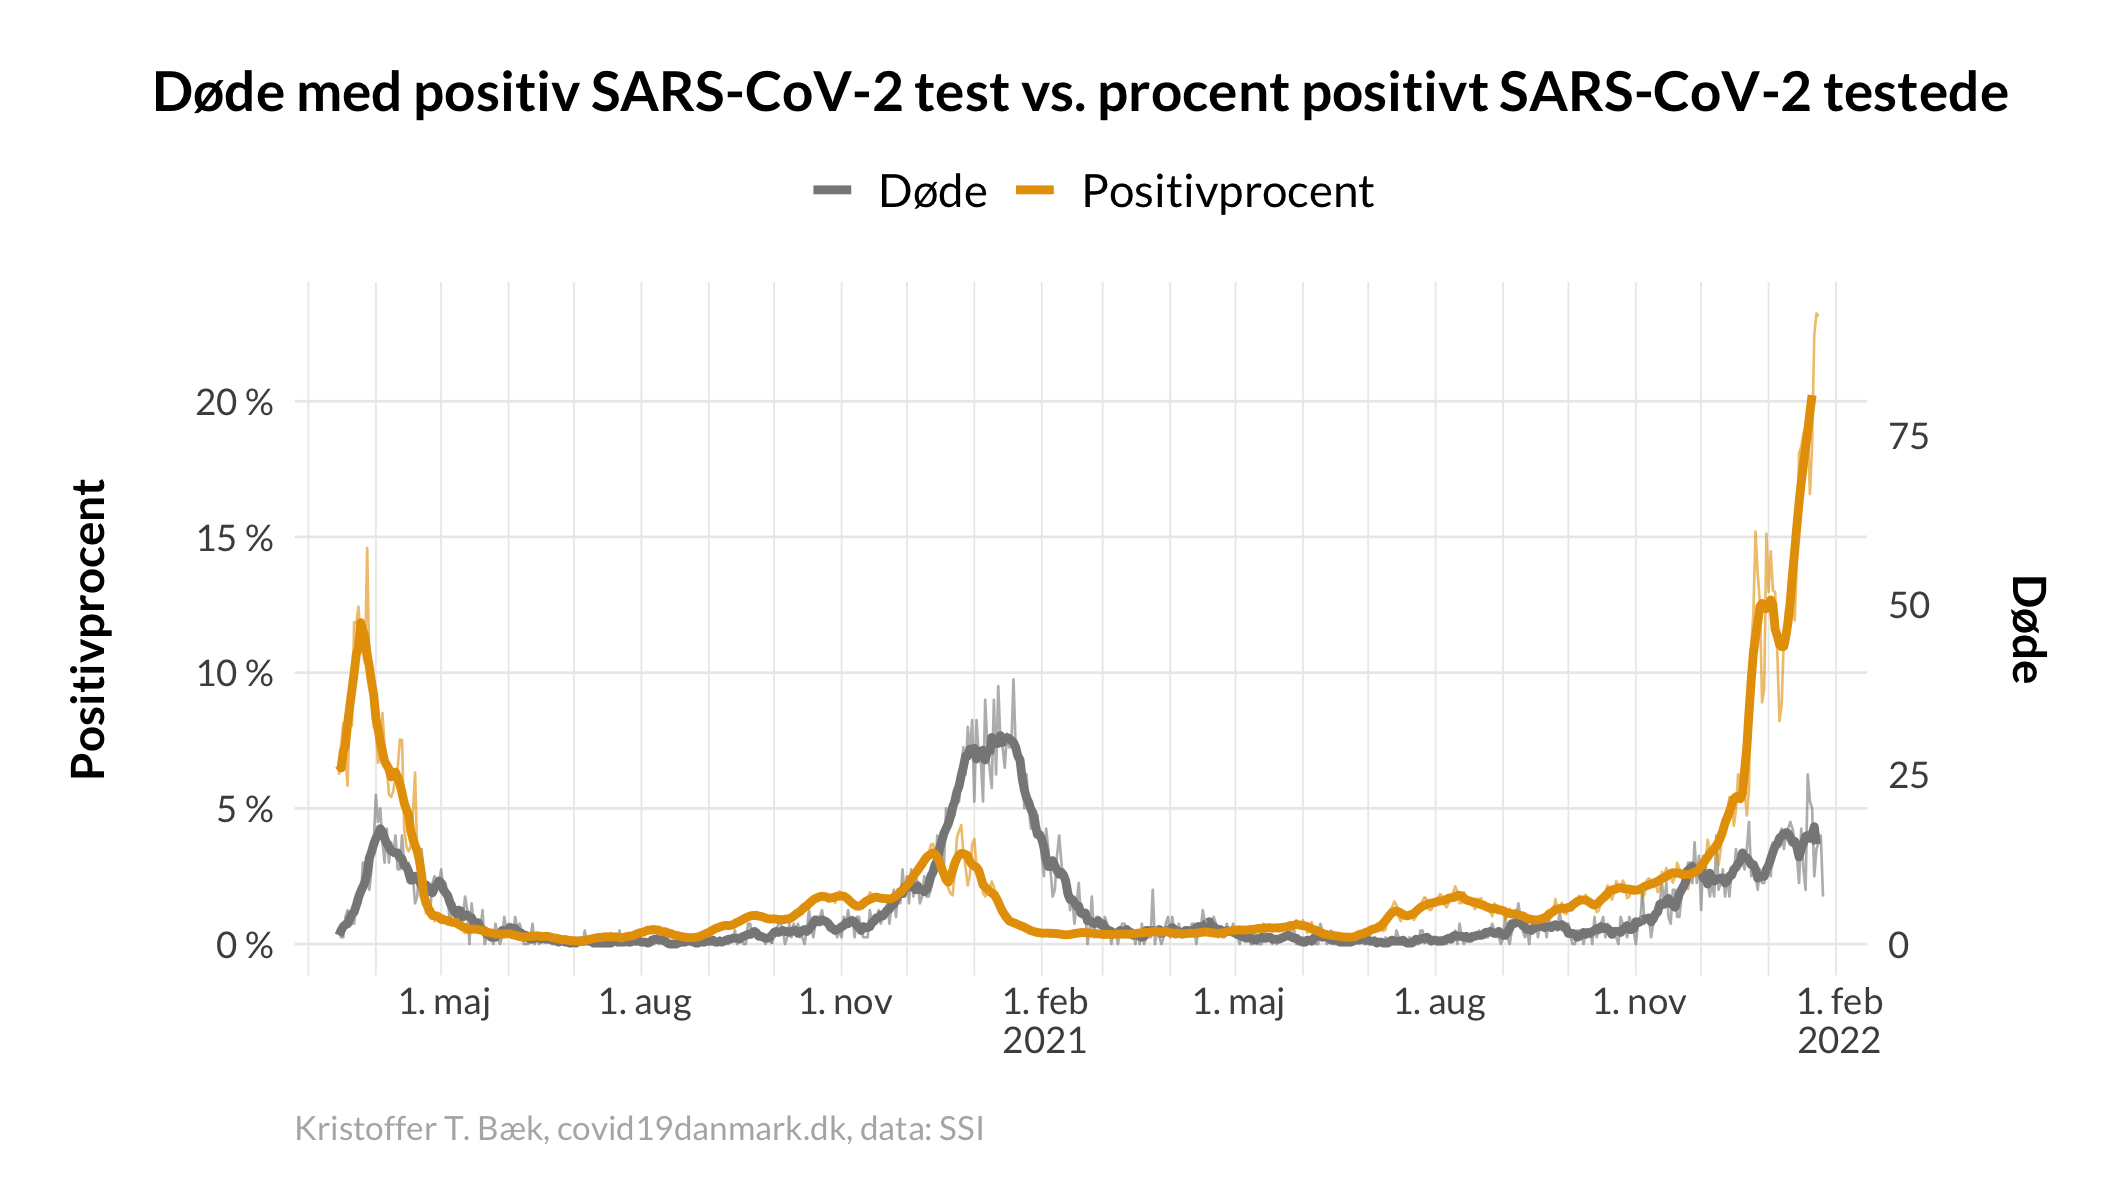 Døde med positiv SARS-CoV-2 test vs. procent positivt SARS-CoV-2 testede
Døde Positivprocent
Positivprocent
20 %
15 %
10 %
5 %
0 %
75
50
25
0
Døde
1. maj 1. aug 1. nov 1. feb 1. maj 1. aug 1. nov 1. feb
2021 2022
Kristoffer T. Bæk, covid19danmark.dk, data: SSI